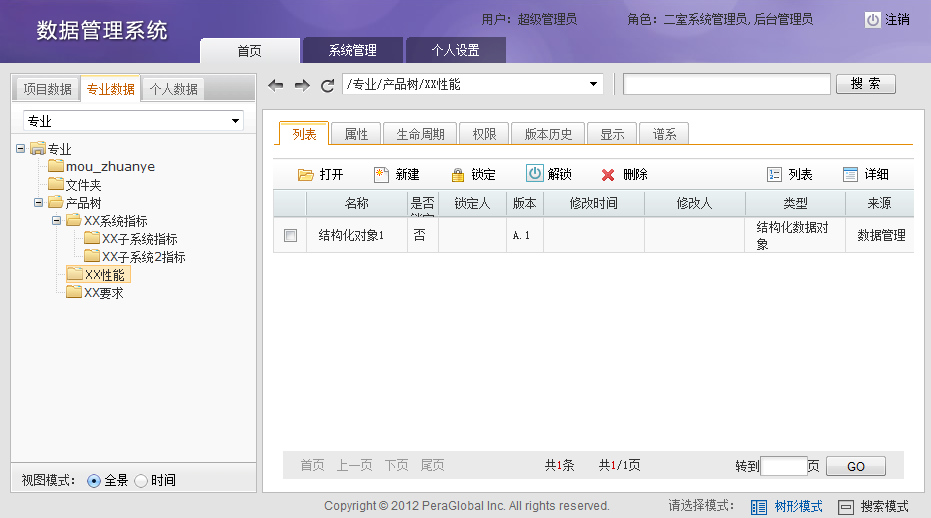 数据管理系统
用户: 超级管理员 角色: 二室系统管理员, 后台管理员 注销
首页 系统管理 个人设置
项目数据 专业数据 个人数据
/专业/产品树/XX性能 搜 索
专业
专业
mou_zhuanye
文件夹
产品树
XX系统指标
XX子系统指标
XX子系统2指标
XX性能
XX要求
列表 属性 生命周期 权限 版本历史 显示 谱系
打开 新建 锁定 解锁 删除 列表 详细
名称 是否锁定 锁定人 版本 修改时间 修改人 类型 来源
结构化对象1 否 A.1 结构化数据对象 数据管理
首页 上一页 下页 尾页 共1条 共1/1页 转到 页 GO
视图模式: 全景 时间
Copyright © 2012 PeraGlobal Inc. All rights reserved. 请选择模式: 树形模式 搜索模式